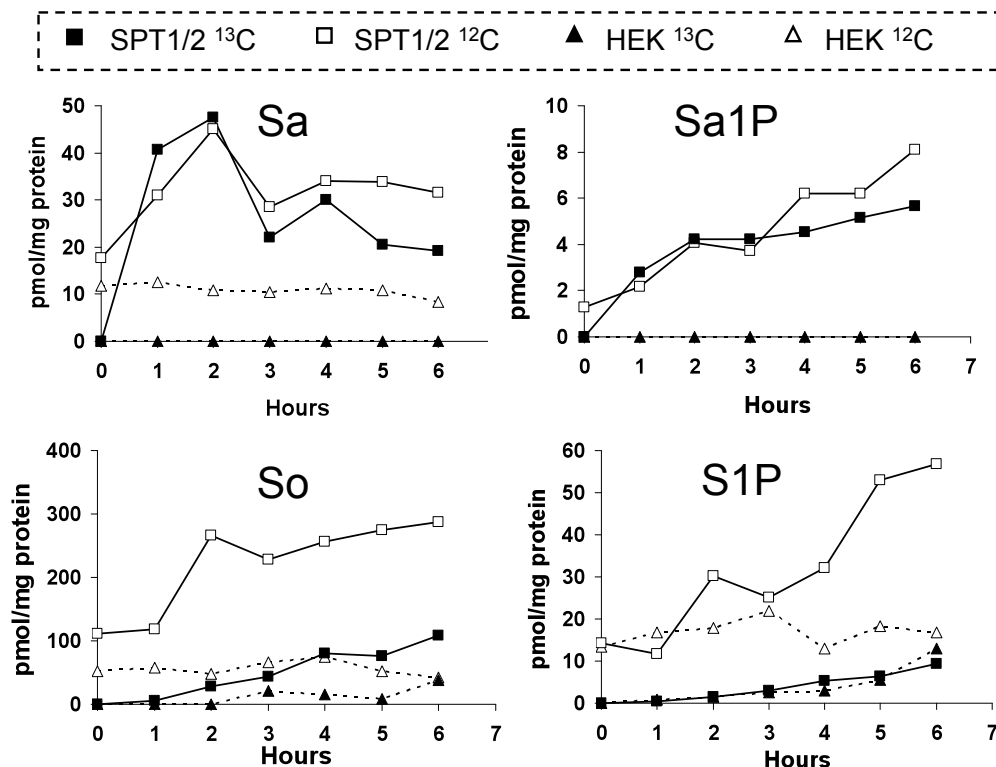 SPT1/2 ¹³C SPT1/2 ¹²C HEK ¹³C HEK ¹²C
Sa
pmol/mg protein
50
40
30
20
10
0
0 1 2 3 4 5 6
Hours
Sa1P
pmol/mg protein
10
8
6
4
2
0
0 1 2 3 4 5 6 7
Hours
So
pmol/mg protein
400
300
200
100
0
0 1 2 3 4 5 6 7
Hours
S1P
pmol/mg protein
60
50
40
30
20
10
0
0 1 2 3 4 5 6 7
Hours